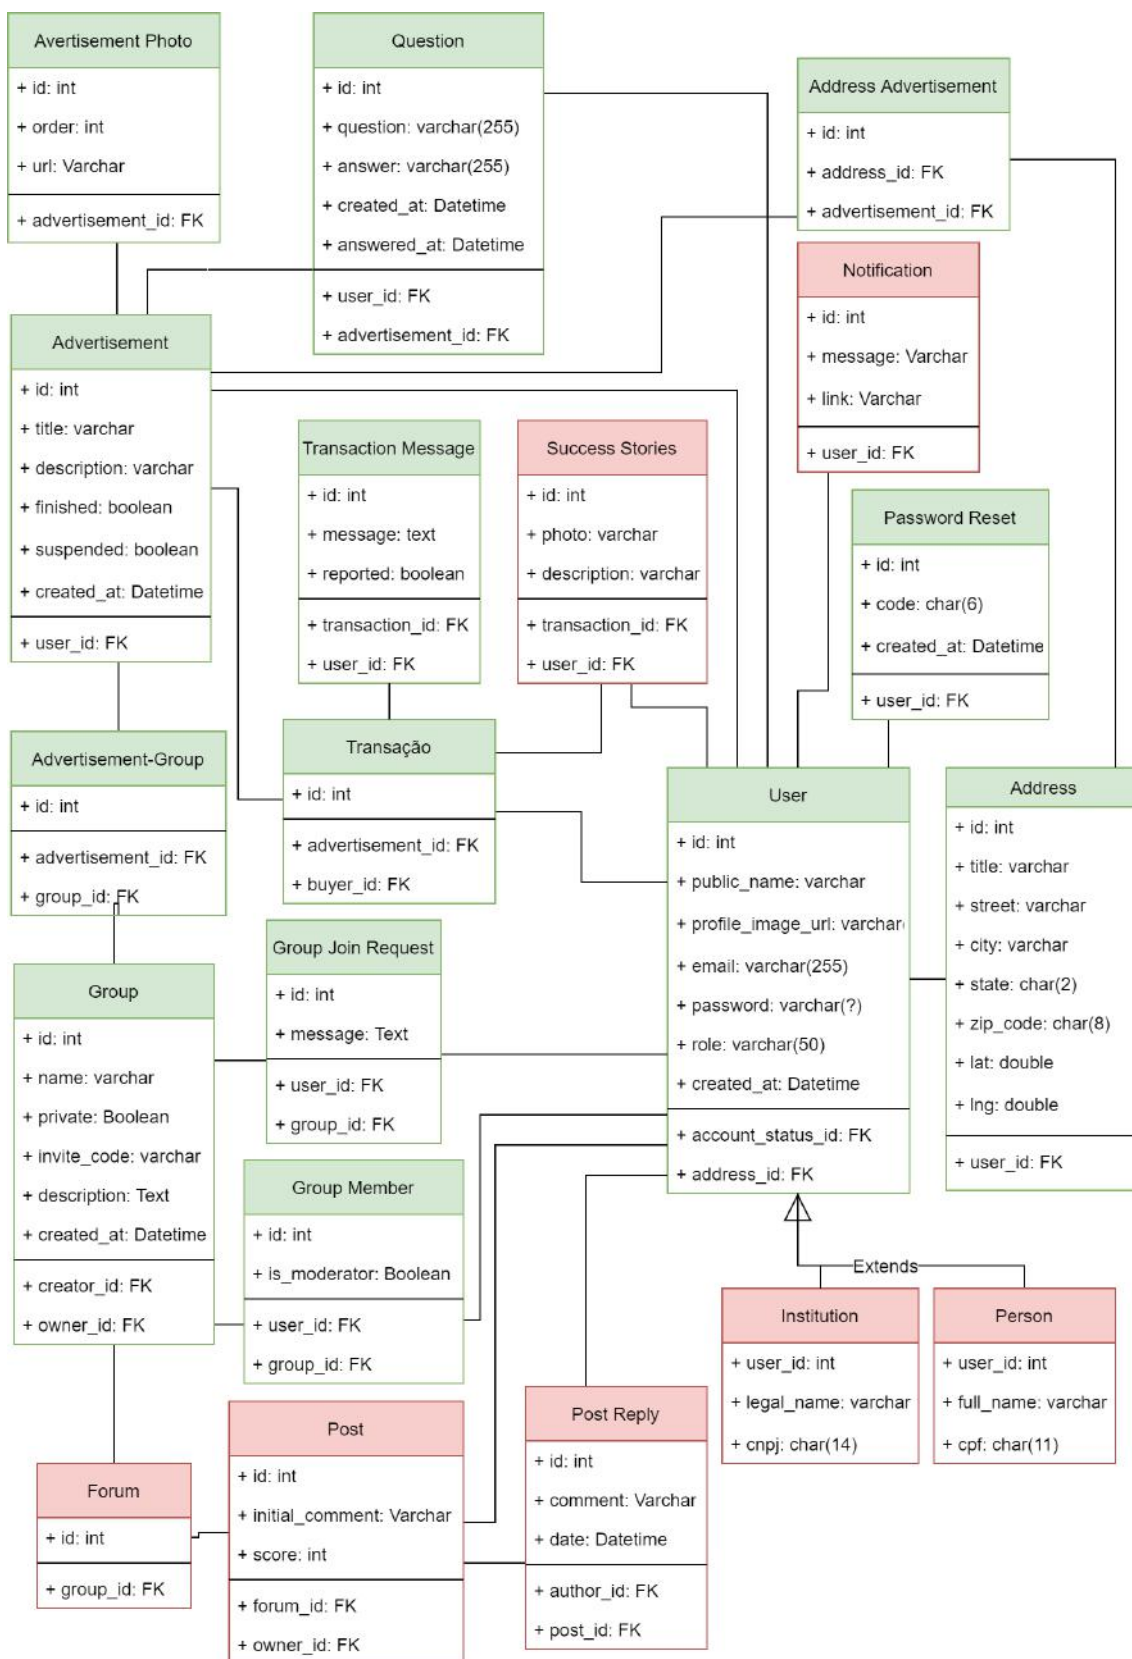 Avertisement Photo
+ id: int
+ order: int
+ url: Varchar
+ advertisement_id: FK
Question
+ id: int
+ question: varchar(255)
+ answer: varchar(255)
+ created_at: Datetime
+ answered_at: Datetime
+ user_id: FK
+ advertisement_id: FK
Address Advertisement
+ id: int
+ address_id: FK
+ advertisement_id: FK
Notification
+ id: int
+ message: Varchar
+ link: Varchar
+ user_id: FK
Advertisement
+ id: int
+ title: varchar
+ description: varchar
+ finished: boolean
+ suspended: boolean
+ created_at: Datetime
+ user_id: FK
Transaction Message
+ id: int
+ message: text
+ reported: boolean
+ transaction_id: FK
+ user_id: FK
Success Stories
+ id: int
+ photo: varchar
+ description: varchar
+ transaction_id: FK
+ user_id: FK
Password Reset
+ id: int
+ code: char(6)
+ created_at: Datetime
+ user_id: FK
Advertisement-Group
+ id: int
+ advertisement_id: FK
+ group_id: FK
Transação
+ id: int
+ advertisement_id: FK
+ buyer_id: FK
User
+ id: int
+ public_name: varchar
+ profile_image_url: varchar(
+ email: varchar(255)
+ password: varchar(?)
+ role: varchar(50)
+ created_at: Datetime
+ account_status_id: FK
+ address_id: FK
Address
+ id: int
+ title: varchar
+ street: varchar
+ city: varchar
+ state: char(2)
+ zip_code: char(8)
+ lat: double
+ lng: double
+ user_id: FK
Group Join Request
+ id: int
+ message: Text
+ user_id: FK
+ group_id: FK
Group
+ id: int
+ name: varchar
+ private: Boolean
+ invite_code: varchar
+ description: Text
+ created_at: Datetime
+ creator_id: FK
+ owner_id: FK
Group Member
+ id: int
+ is_moderator: Boolean
+ user_id: FK
+ group_id: FK
Extends
Institution
+ user_id: int
+ legal_name: varchar
+ cnpj: char(14)
Person
+ user_id: int
+ full_name: varchar
+ cpf: char(11)
Forum
+ id: int
+ group_id: FK
Post
+ id: int
+ initial_comment: Varchar
+ score: int
+ forum_id: FK
+ owner_id: FK
Post Reply
+ id: int
+ comment: Varchar
+ date: Datetime
+ author_id: FK
+ post_id: FK